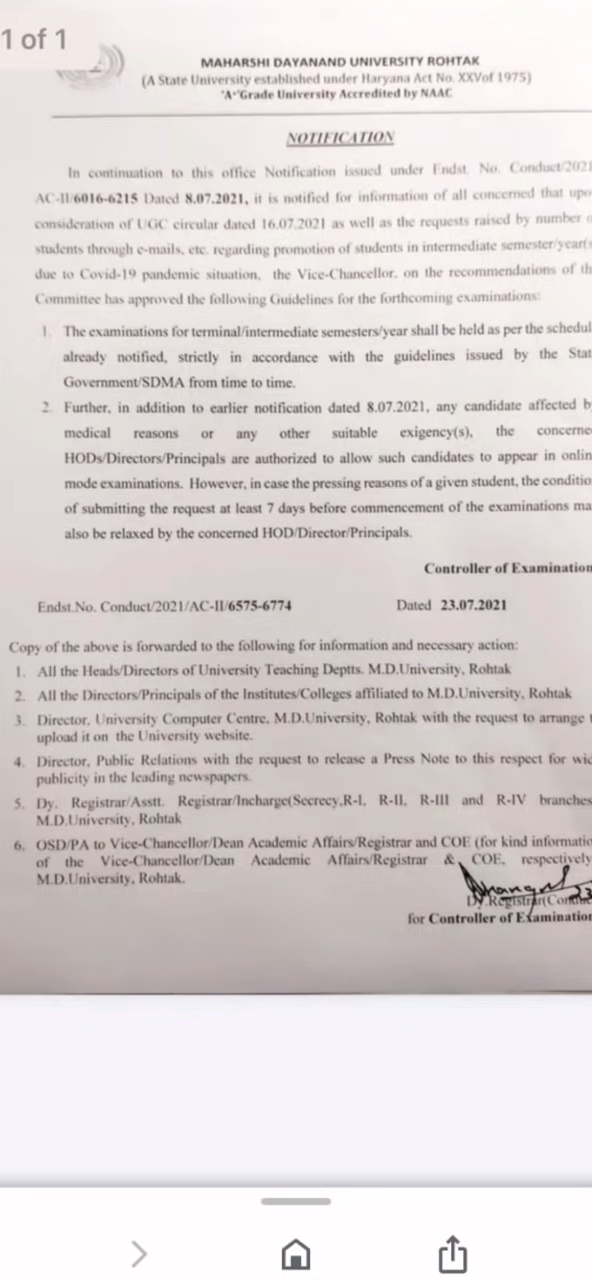 1 of 1
MAHARSHI DAYANAND UNIVERSITY ROHTAK
(A State University established under Haryana Act No. XXVof 1975)
'A+'Grade University Accredited by NAAC
NOTIFICATION
In continuation to this office Notification issued under Endst. No. Conduct/2021
AC-II/6016-6215 Dated 8.07.2021, it is notified for information of all concerned that upo
consideration of UGC circular dated 16.07.2021 as well as the requests raised by number o
students through e-mails, etc. regarding promotion of students in intermediate semester/year(s
due to Covid-19 pandemic situation, the Vice-Chancellor, on the recommendations of th
Committee has approved the following Guidelines for the forthcoming examinations:
1. The examinations for terminal/intermediate semesters/year shall be held as per the schedul
already notified, strictly in accordance with the guidelines issued by the Stat
Government/SDMA from time to time.
2. Further, in addition to earlier notification dated 8.07.2021, any candidate affected b
medical reasons or any other suitable exigency(s), the concerne
HODs/Directors/Principals are authorized to allow such candidates to appear in onlin
mode examinations. However, in case the pressing reasons of a given student, the conditio
of submitting the request at least 7 days before commencement of the examinations ma
also be relaxed by the concerned HOD/Director/Principals.
Controller of Examination
Endst.No. Conduct/2021/AC-II/6575-6774 Dated 23.07.2021
Copy of the above is forwarded to the following for information and necessary action:
1. All the Heads/Directors of University Teaching Deptts. M.D.University, Rohtak
2. All the Directors/Principals of the Institutes/Colleges affiliated to M.D.University, Rohtak
3. Director, University Computer Centre, M.D.University, Rohtak with the request to arrange t
upload it on the University website.
4. Director, Public Relations with the request to release a Press Note to this respect for wid
publicity in the leading newspapers.
5. Dy. Registrar/Asstt. Registrar/Incharge(Secrecy,R-I, R-II, R-III and R-IV branches
M.D.University, Rohtak
6. OSD/PA to Vice-Chancellor/Dean Academic Affairs/Registrar and COE (for kind informatio
of the Vice-Chancellor/Dean Academic Affairs/Registrar & COE, respectively
M.D.University, Rohtak.
23
Dy.Registrar(Conduc
for Controller of Examination